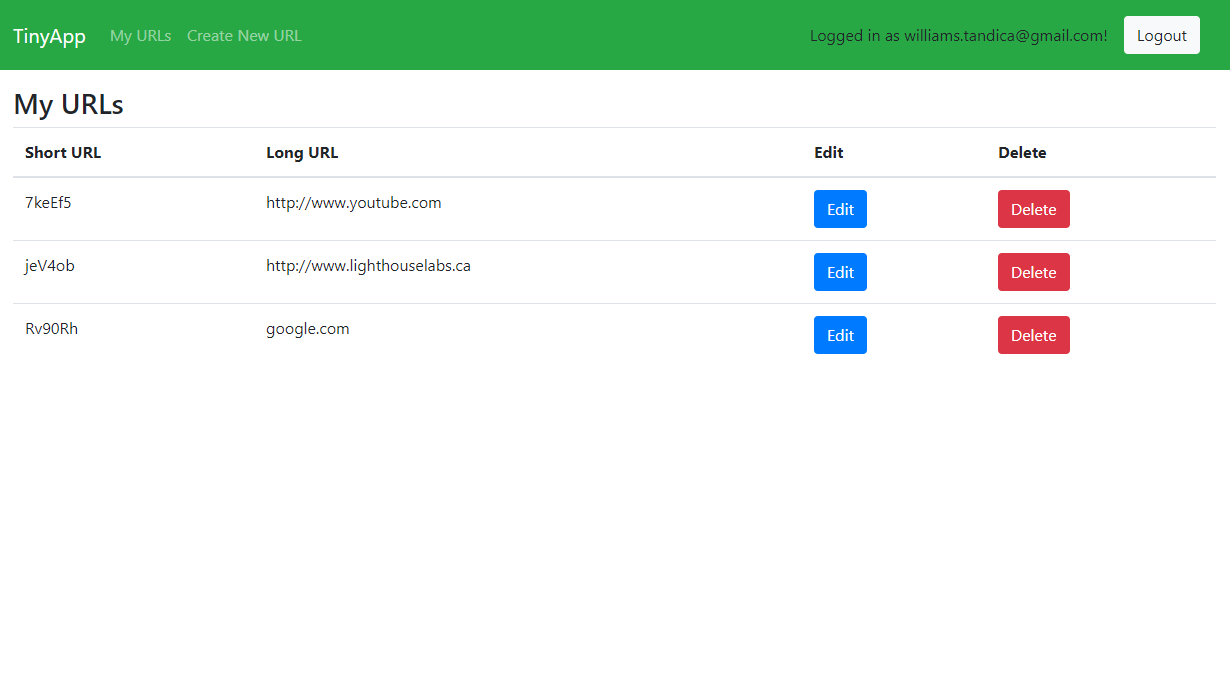 TinyApp My URLs Create New URL Logged in as williams.tandica@gmail.com! Logout
My URLs
Short URL Long URL Edit Delete
7keEf5 http://www.youtube.com Edit Delete
jeV4ob http://www.lighthouselabs.ca Edit Delete
Rv90Rh google.com Edit Delete